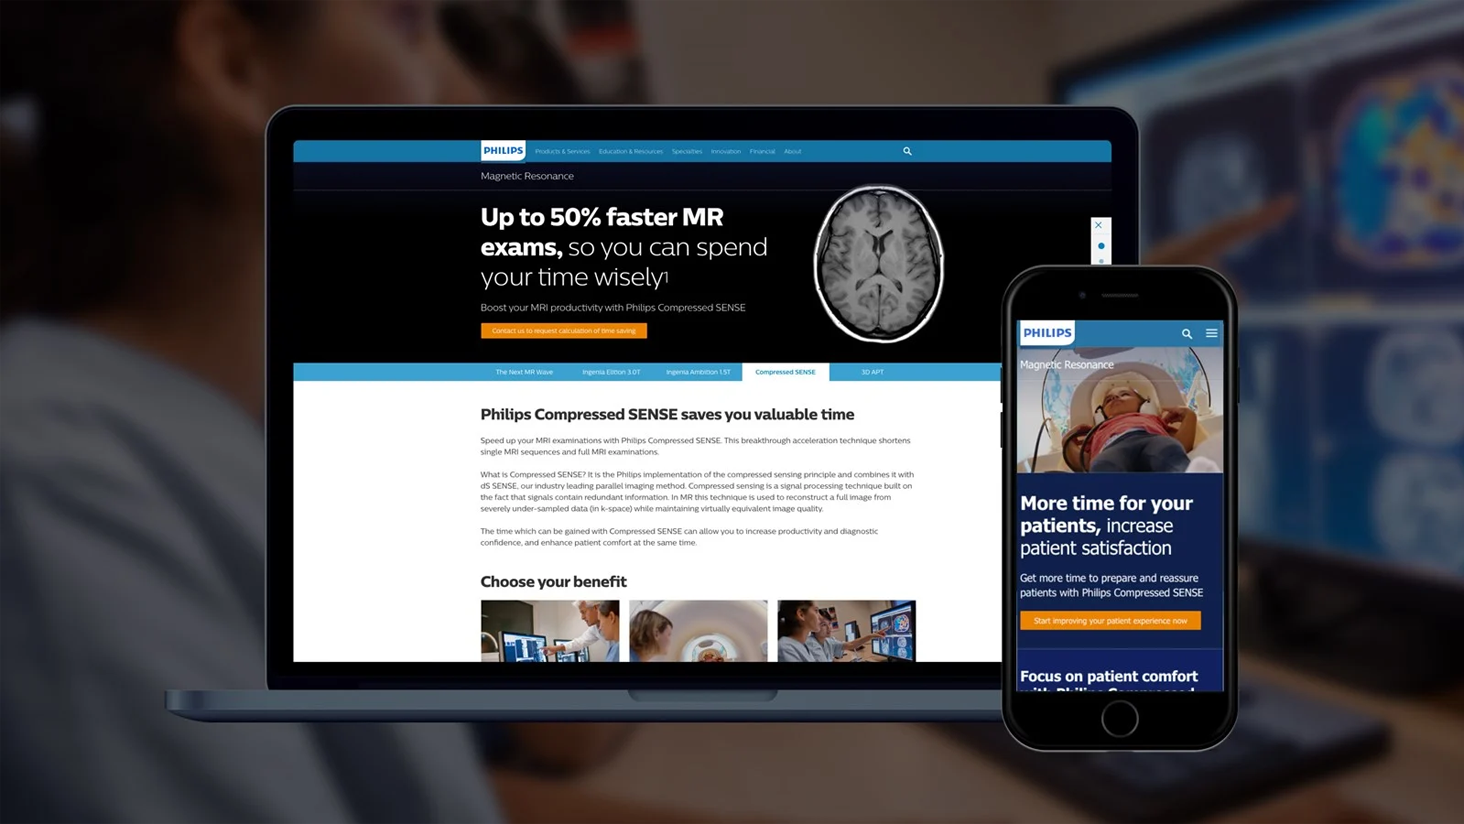 PHILIPS
Products & Services Education & Resources Specialties Innovation Financial About
Magnetic Resonance
Up to 50% faster MR
exams, so you can spend
your time wisely1
Boost your MRI productivity with Philips Compressed SENSE
Contact us to request calculation of time saving
The Next MR Wave Ingenia Elition 3.0T Ingenia Ambition 1.5T Compressed SENSE 3D APT
Philips Compressed SENSE saves you valuable time
Speed up your MRI examinations with Philips Compressed SENSE. This breakthrough acceleration technique shortens
single MRI sequences and full MRI examinations.
What is Compressed SENSE? It is the Philips implementation of the compressed sensing principle and combines it with
dS SENSE, our industry leading parallel imaging method. Compressed sensing is a signal processing technique built on
the fact that signals contain redundant information. In MR this technique is used to reconstruct a full image from
severely under-sampled data (in k-space) while maintaining virtually equivalent image quality.
The time which can be gained with Compressed SENSE can allow you to increase productivity and diagnostic
confidence, and enhance patient comfort at the same time.
Choose your benefit
PHILIPS
Magnetic Resonance
More time for your
patients, increase
patient satisfaction
Get more time to prepare and reassure
patients with Philips Compressed SENSE
Start improving your patient experience now
Focus on patient comfort
with Philips Compressed